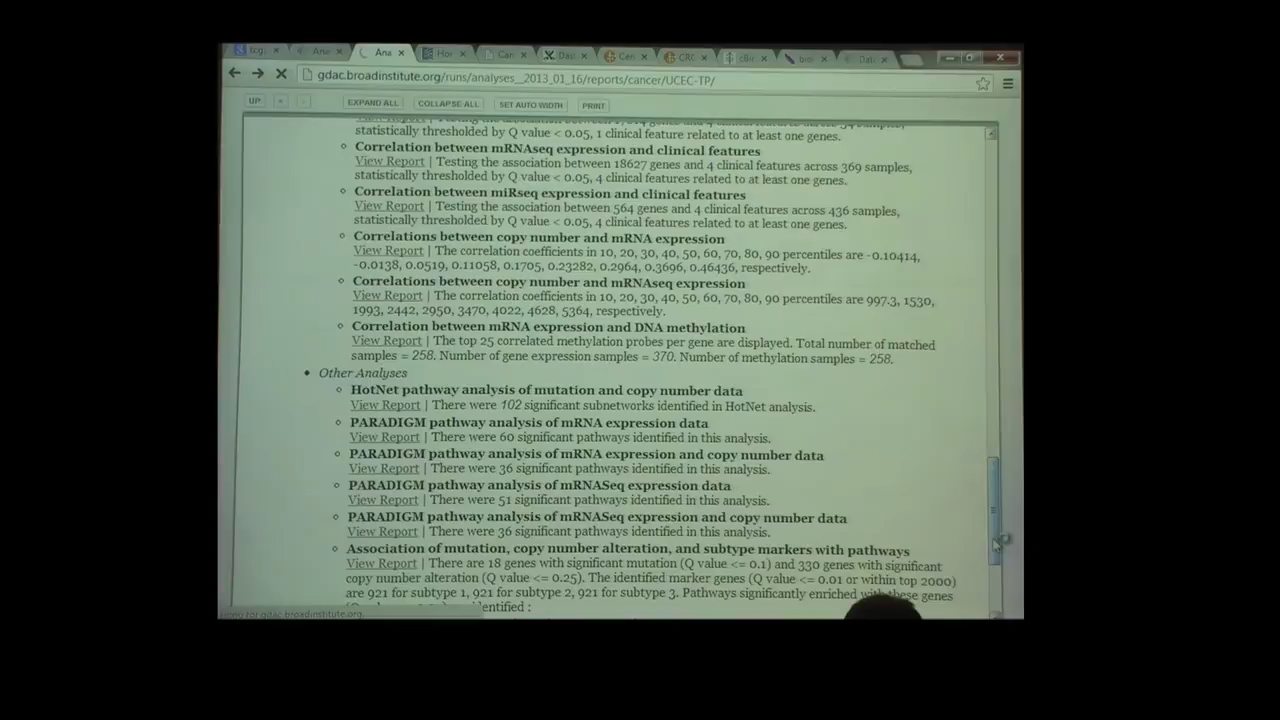 tcg
Ana
Ana
Hor
Can
Das
Cen
CRC
cBio
bio
Dat
gdac.broadinstitute.org/runs/analyses__2013_01_16/reports/cancer/UCEC-TP/
UP
EXPAND ALL
COLLAPSE ALL
SET AUTO WIDTH
PRINT
statistically thresholded by Q value < 0.05, 1 clinical feature related to at least one genes.
Correlation between mRNAseq expression and clinical features
View Report | Testing the association between 18627 genes and 4 clinical features across 369 samples,
statistically thresholded by Q value < 0.05, 4 clinical features related to at least one genes.
Correlation between miRseq expression and clinical features
View Report | Testing the association between 564 genes and 4 clinical features across 436 samples,
statistically thresholded by Q value < 0.05, 4 clinical features related to at least one genes.
Correlations between copy number and mRNA expression
View Report | The correlation coefficients in 10, 20, 30, 40, 50, 60, 70, 80, 90 percentiles are -0.10414,
-0.0138, 0.0519, 0.11058, 0.1705, 0.23282, 0.2964, 0.3696, 0.46436, respectively.
Correlations between copy number and mRNAseq expression
View Report | The correlation coefficients in 10, 20, 30, 40, 50, 60, 70, 80, 90 percentiles are 997.3, 1530,
1993, 2442, 2950, 3470, 4022, 4628, 5364, respectively.
Correlation between mRNA expression and DNA methylation
View Report | The top 25 correlated methylation probes per gene are displayed. Total number of matched
samples = 258. Number of gene expression samples = 370. Number of methylation samples = 258.
Other Analyses
HotNet pathway analysis of mutation and copy number data
View Report | There were 102 significant subnetworks identified in HotNet analysis.
PARADIGM pathway analysis of mRNA expression data
View Report | There were 60 significant pathways identified in this analysis.
PARADIGM pathway analysis of mRNA expression and copy number data
View Report | There were 36 significant pathways identified in this analysis.
PARADIGM pathway analysis of mRNASeq expression data
View Report | There were 51 significant pathways identified in this analysis.
PARADIGM pathway analysis of mRNASeq expression and copy number data
View Report | There were 36 significant pathways identified in this analysis.
Association of mutation, copy number alteration, and subtype markers with pathways
View Report | There are 18 genes with significant mutation (Q value <= 0.1) and 330 genes with significant
copy number alteration (Q value <= 0.25). The identified marker genes (Q value <= 0.01 or within top 2000)
are 921 for subtype 1, 921 for subtype 2, 921 for subtype 3. Pathways significantly enriched with these genes
identified :
for gdac.broadinstitute.org